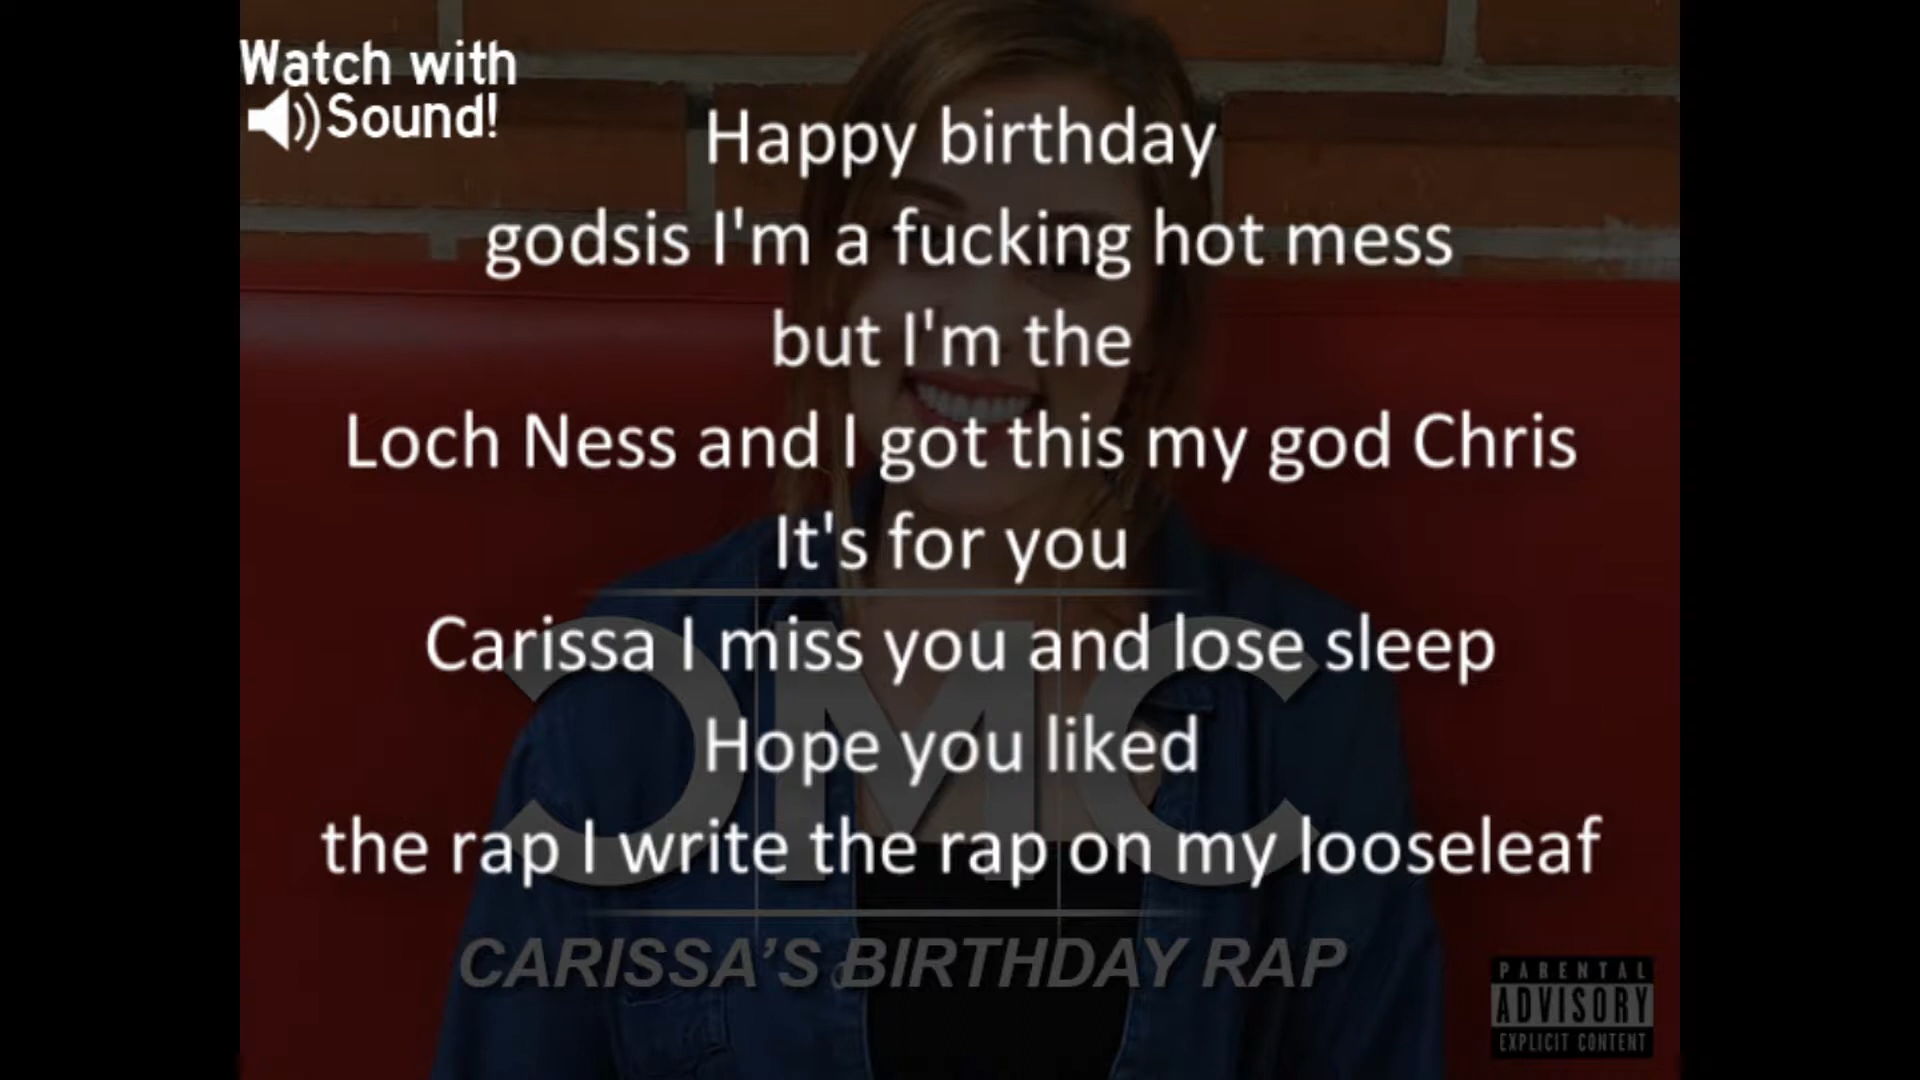 Watch with
Sound!
Happy birthday
godsis I'm a fucking hot mess
but I'm the
Loch Ness and I got this my god Chris
It's for you
Carissa I miss you and lose sleep
Hope you liked
the rap I write the rap on my looseleaf
CMC
CARISSA’S BIRTHDAY RAP
PARENTAL
ADVISORY
EXPLICIT CONTENT